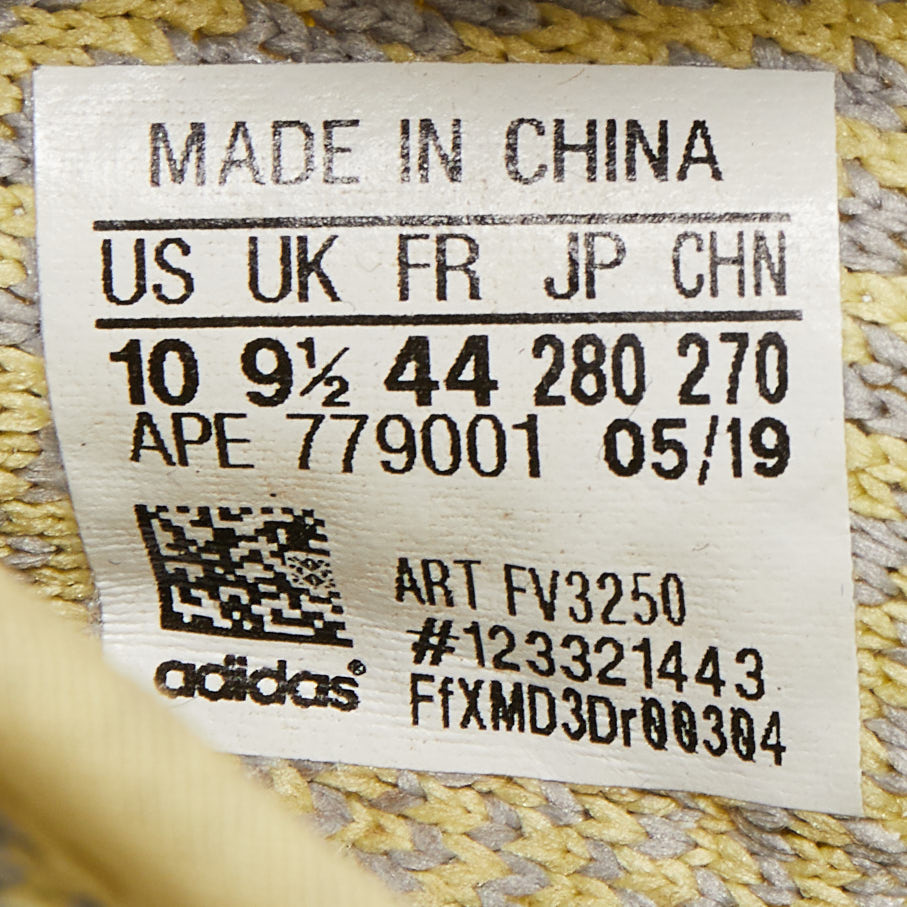 MADE IN CHINA
US UK FR JP CHN
10 9½ 44 280 270
APE 779001 05/19
ART FV3250
#123321443
FfXMD3Dr00304
adidas®